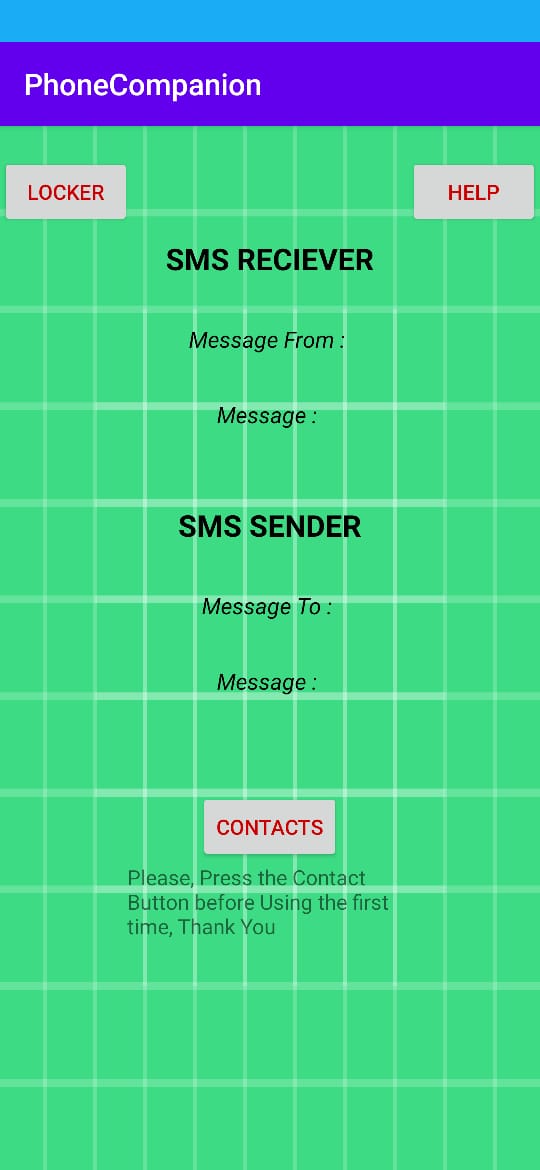 PhoneCompanion
LOCKER
HELP
SMS RECIEVER
Message From :
Message :
SMS SENDER
Message To :
Message :
CONTACTS
Please, Press the Contact
Button before Using the first
time, Thank You